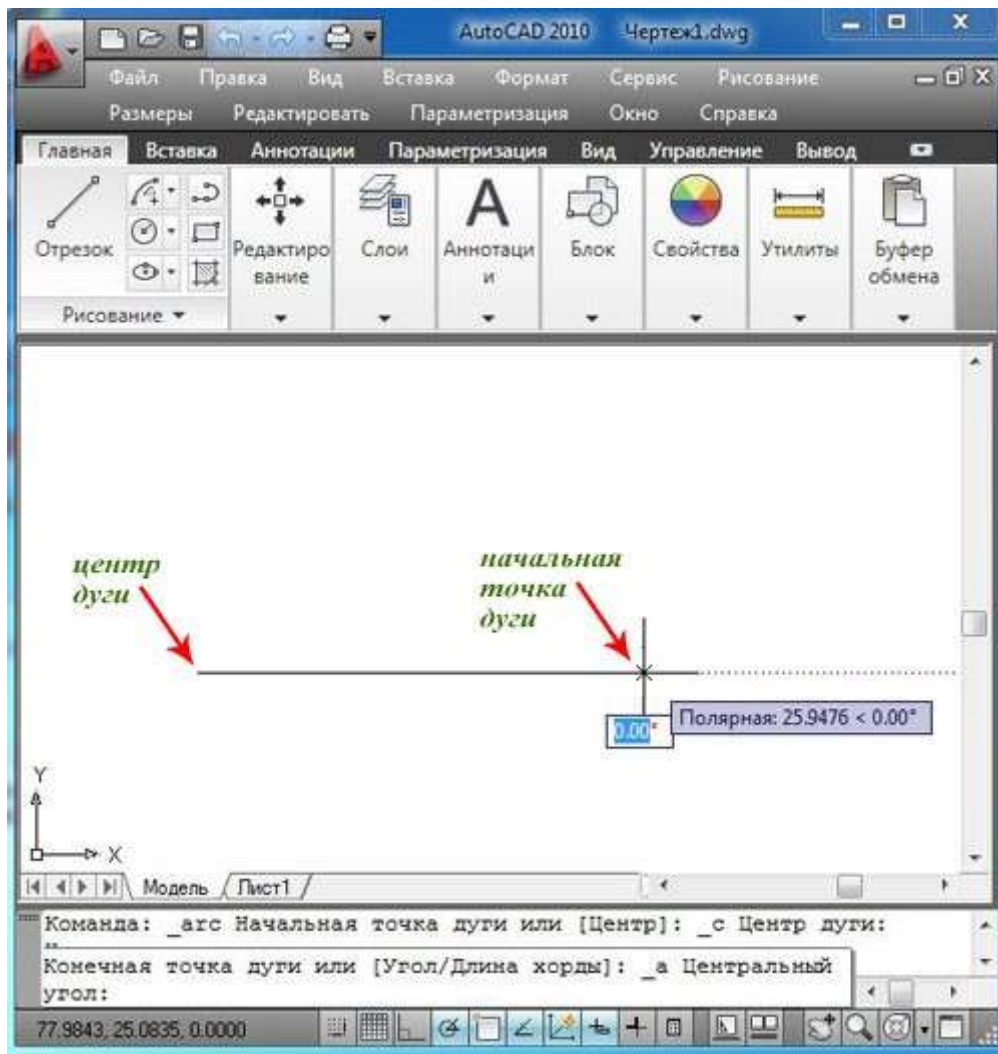 AutoCAD 2010 Чертеж1.dwg
Файл Правка Вид Вставка Формат Сервис Рисование
Размеры Редактировать Параметризация Окно Справка
Главная Вставка Аннотации Параметризация Вид Управление Вывод
Отрезок
Редактиро
вание
Слои
A
Аннотаци
и
Блок
Свойства
Утилиты
Буфер
обмена
Рисование
центр
дуги
начальная
точка
дуги
Полярная: 25.9476 < 0.00°
0.00°
Y
X
Модель Лист1
Команда: _arc Начальная точка дуги или [Центр]: _c Центр дуги:
Конечная точка дуги или [Угол/Длина хорды]: _a Центральный
угол:
77.9843, 25.0835, 0.0000